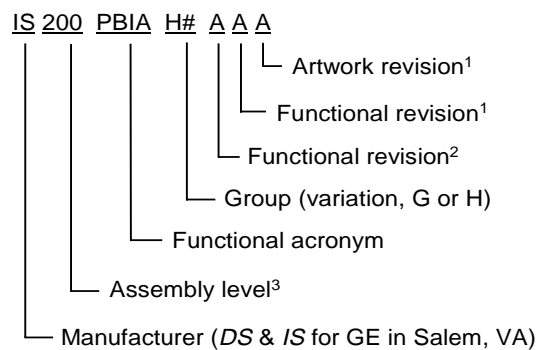 IS 200 PBIA H# A A A
Artwork revision¹
Functional revision¹
Functional revision²
Group (variation, G or H)
Functional acronym
Assembly level³
Manufacturer (DS & IS for GE in Salem, VA)